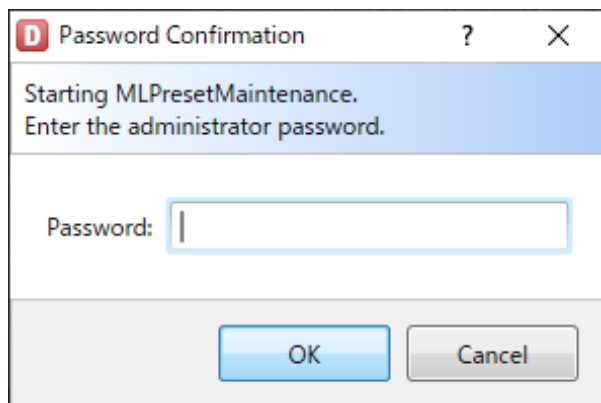 D Password Confirmation ? X
Starting MLPresetMaintenance.
Enter the administrator password.
Password:
OK Cancel